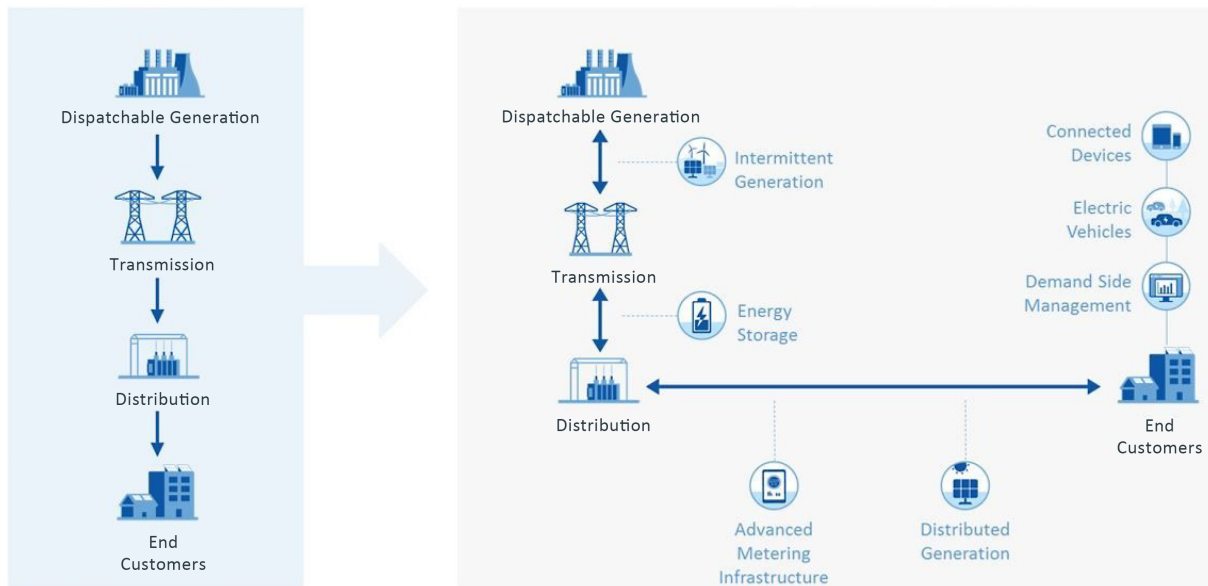 Dispatchable Generation
Transmission
Distribution
End
Customers
Dispatchable Generation
Intermittent
Generation
Transmission
Energy
Storage
Distribution
Connected
Devices
Electric
Vehicles
Demand Side
Management
End
Customers
Advanced
Metering
Infrastructure
Distributed
Generation